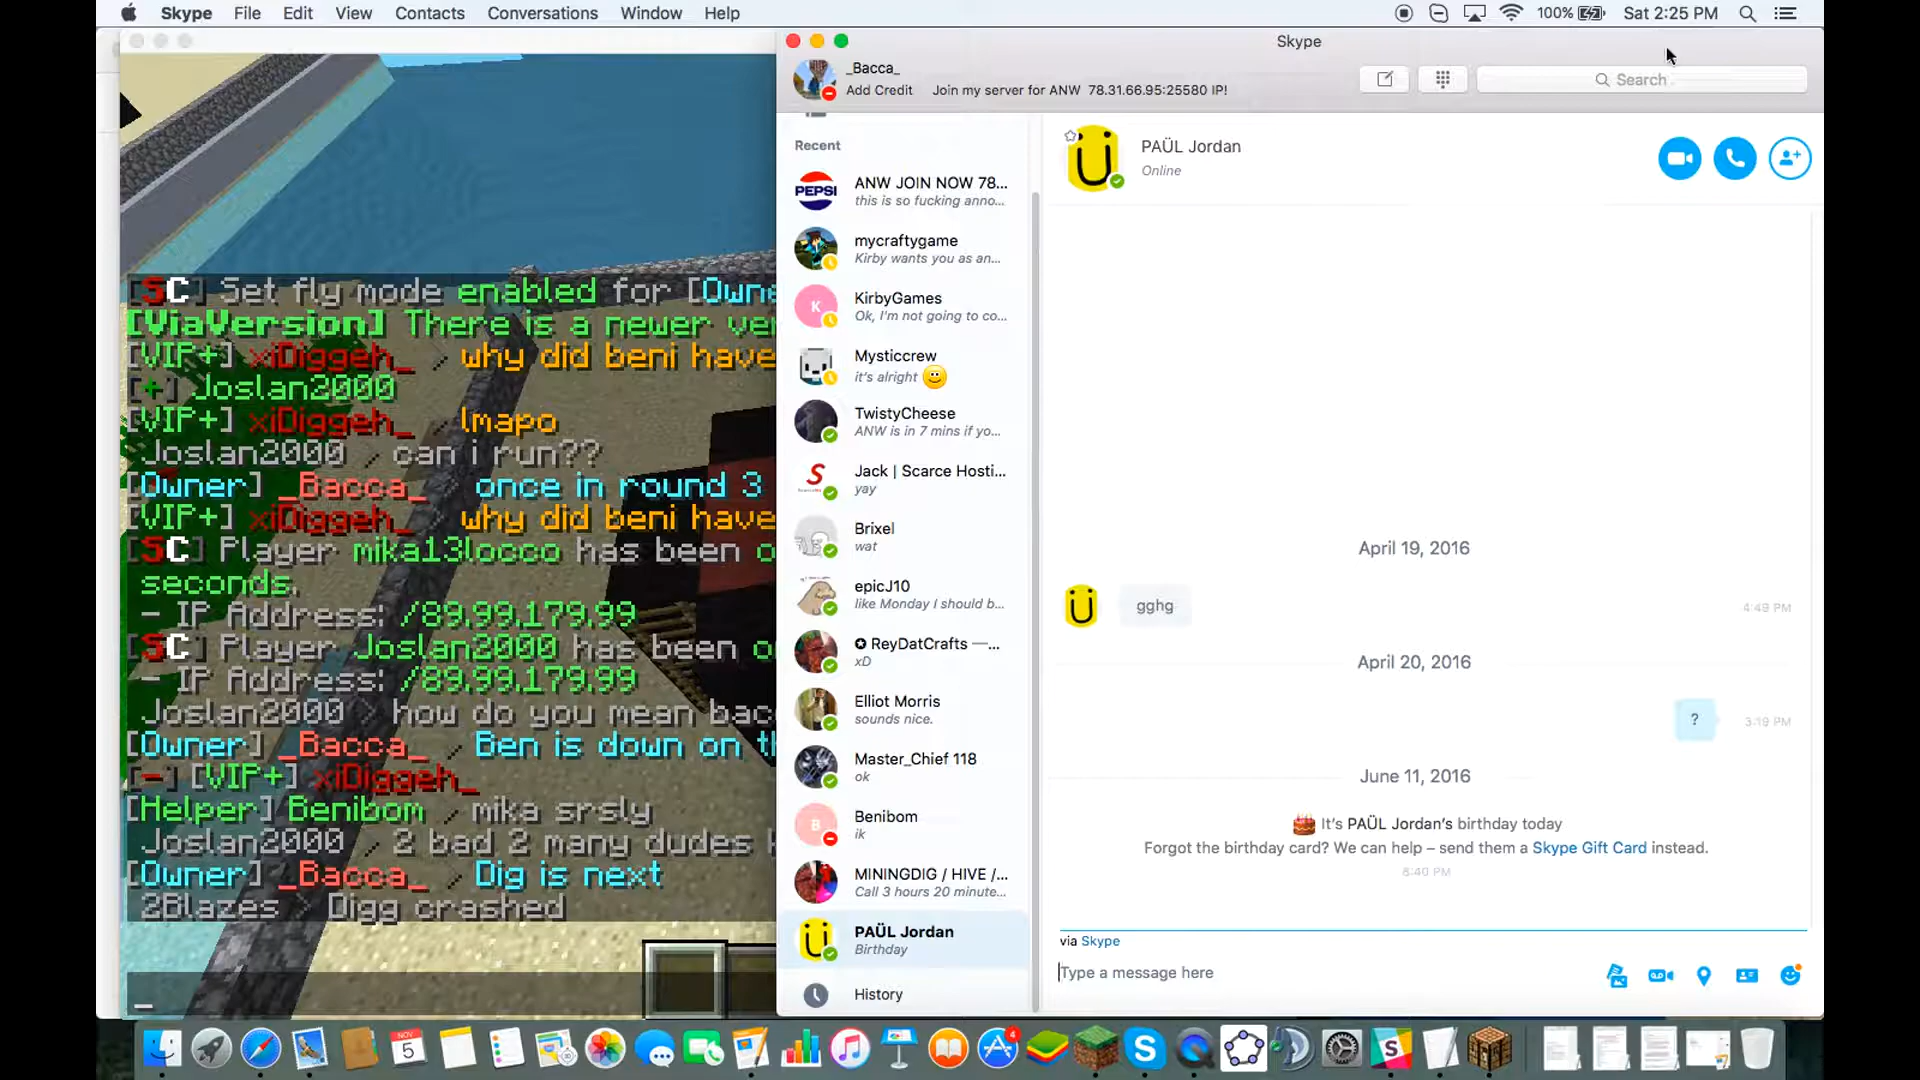 Skype File Edit View Contacts Conversations Window Help
100% Sat 2:25 PM
Skype
_Bacca_
Add Credit Join my server for ANW 78.31.66.95:25580 IP!
Search
Recent
ANW JOIN NOW 78...
this is so fucking anno...
mycraftygame
Kirby wants you as an...
K
KirbyGames
Ok, I'm not going to co...
Mysticcrew
it's alright
TwistyCheese
ANW is in 7 mins if yo...
Jack | Scarce Hosti...
yay
Brixel
wat
epicJ10
like Monday I should b...
✪ ReyDatCrafts —...
xD
Elliot Morris
sounds nice.
Master_Chief 118
ok
B
Benibom
ik
MININGDIG / HIVE /...
Call 3 hours 20 minute...
PAÜL Jordan
Birthday
History
PEPSI
PAÜL Jordan
Online
April 19, 2016
gghg
4:49 PM
April 20, 2016
?
3:19 PM
June 11, 2016
It's PAÜL Jordan's birthday today
Forgot the birthday card? We can help – send them a Skype Gift Card instead.
8:40 PM
via Skype
Type a message here
[SC] Set fly mode enabled for [Owne
[ViaVersion] There is a newer ve
[VIP+] xiDiggeh_ > why did beni have
[+] Joslan2000
[VIP+] xiDiggeh_ > lmapo
Joslan2000 > can i run??
[Owner] _Bacca_ > once in round 3
[VIP+] xiDiggeh_ > why did beni have
[SC] Player mika13locco has been o
seconds.
- IP Address: /89.99.179.99
[SC] Player Joslan2000 has been o
- IP Address: /89.99.179.99
Joslan2000 > how do you mean bac
[Owner] _Bacca_ > Ben is down on t
[-] [VIP+] xiDiggeh_
[Helper] Benibom > mika srsly
Joslan2000 > 2 bad 2 many dudes
[Owner] _Bacca_ > Dig is next
2Blazes > Digg crashed
_
NOV
5
4